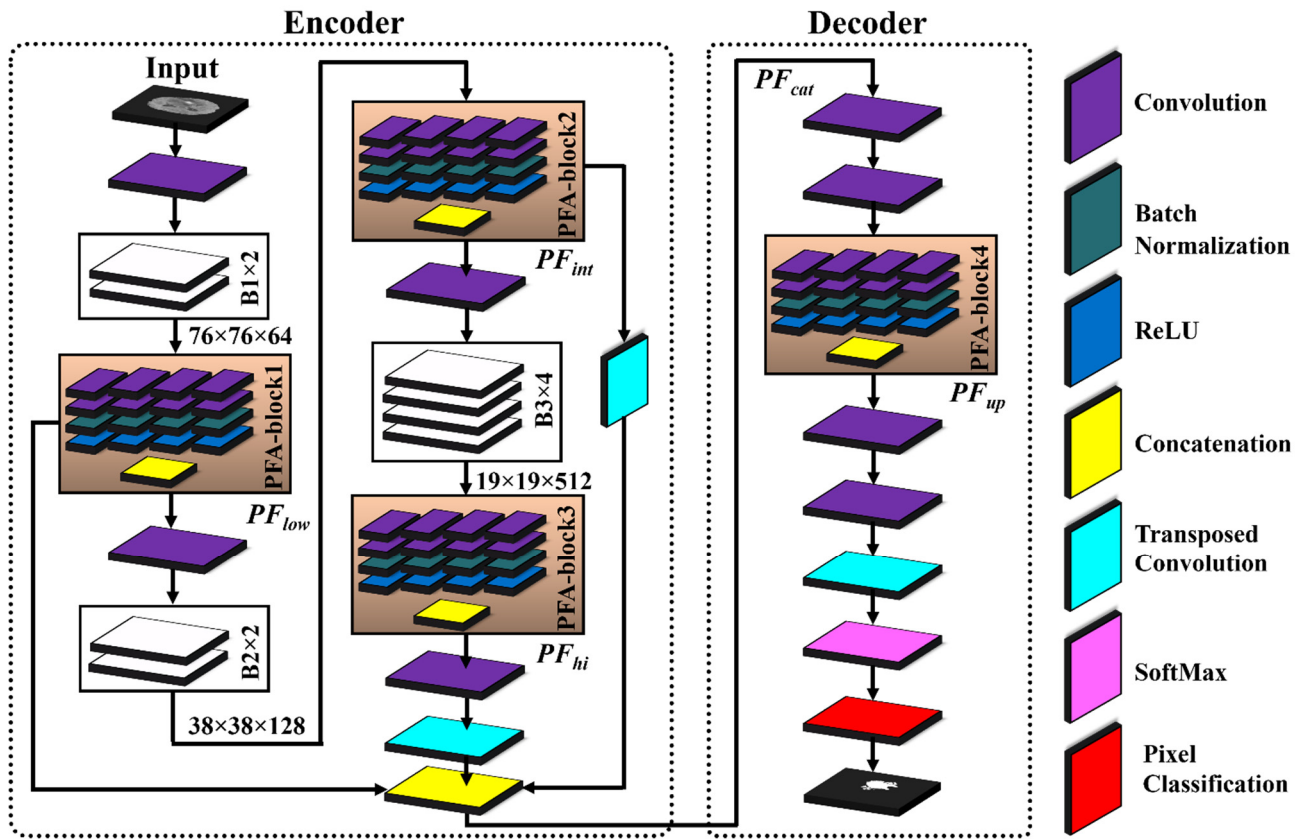 Encoder
Decoder
Input
B1×2
76×76×64
PFA-block1
PF_low
B2×2
38×38×128
PFA-block2
PF_int
B3×4
19×19×512
PFA-block3
PF_hi
PF_cat
PFA-block4
PF_up
Convolution
Batch
Normalization
ReLU
Concatenation
Transposed
Convolution
SoftMax
Pixel
Classification